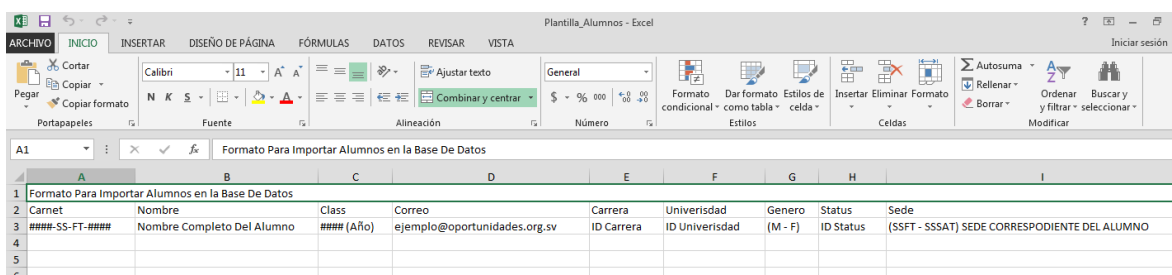 Plantilla_Alumnos - Excel
ARCHIVO INICIO INSERTAR DISEÑO DE PÁGINA FÓRMULAS DATOS REVISAR VISTA Iniciar sesión
Pegar
Cortar
Copiar
Copiar formato
Portapapeles
Calibri 11
N K S
Fuente
Ajustar texto
Combinar y centrar
Alineación
General
$ % 000
Número
Formato condicional
Dar formato como tabla
Estilos de celda
Estilos
Insertar Eliminar Formato
Celdas
Autosuma
Rellenar
Borrar
Ordenar y filtrar
Buscar y seleccionar
Modificar
A1 fx Formato Para Importar Alumnos en la Base De Datos
A B C D E F G H I
1 Formato Para Importar Alumnos en la Base De Datos
2 Carnet Nombre Class Correo Carrera Univerisdad Genero Status Sede
3 ####-SS-FT-#### Nombre Completo Del Alumno #### (Año) ejemplo@oportunidades.org.sv ID Carrera ID Univerisdad (M - F) ID Status (SSFT - SSSAT) SEDE CORRESPODIENTE DEL ALUMNO
4
5